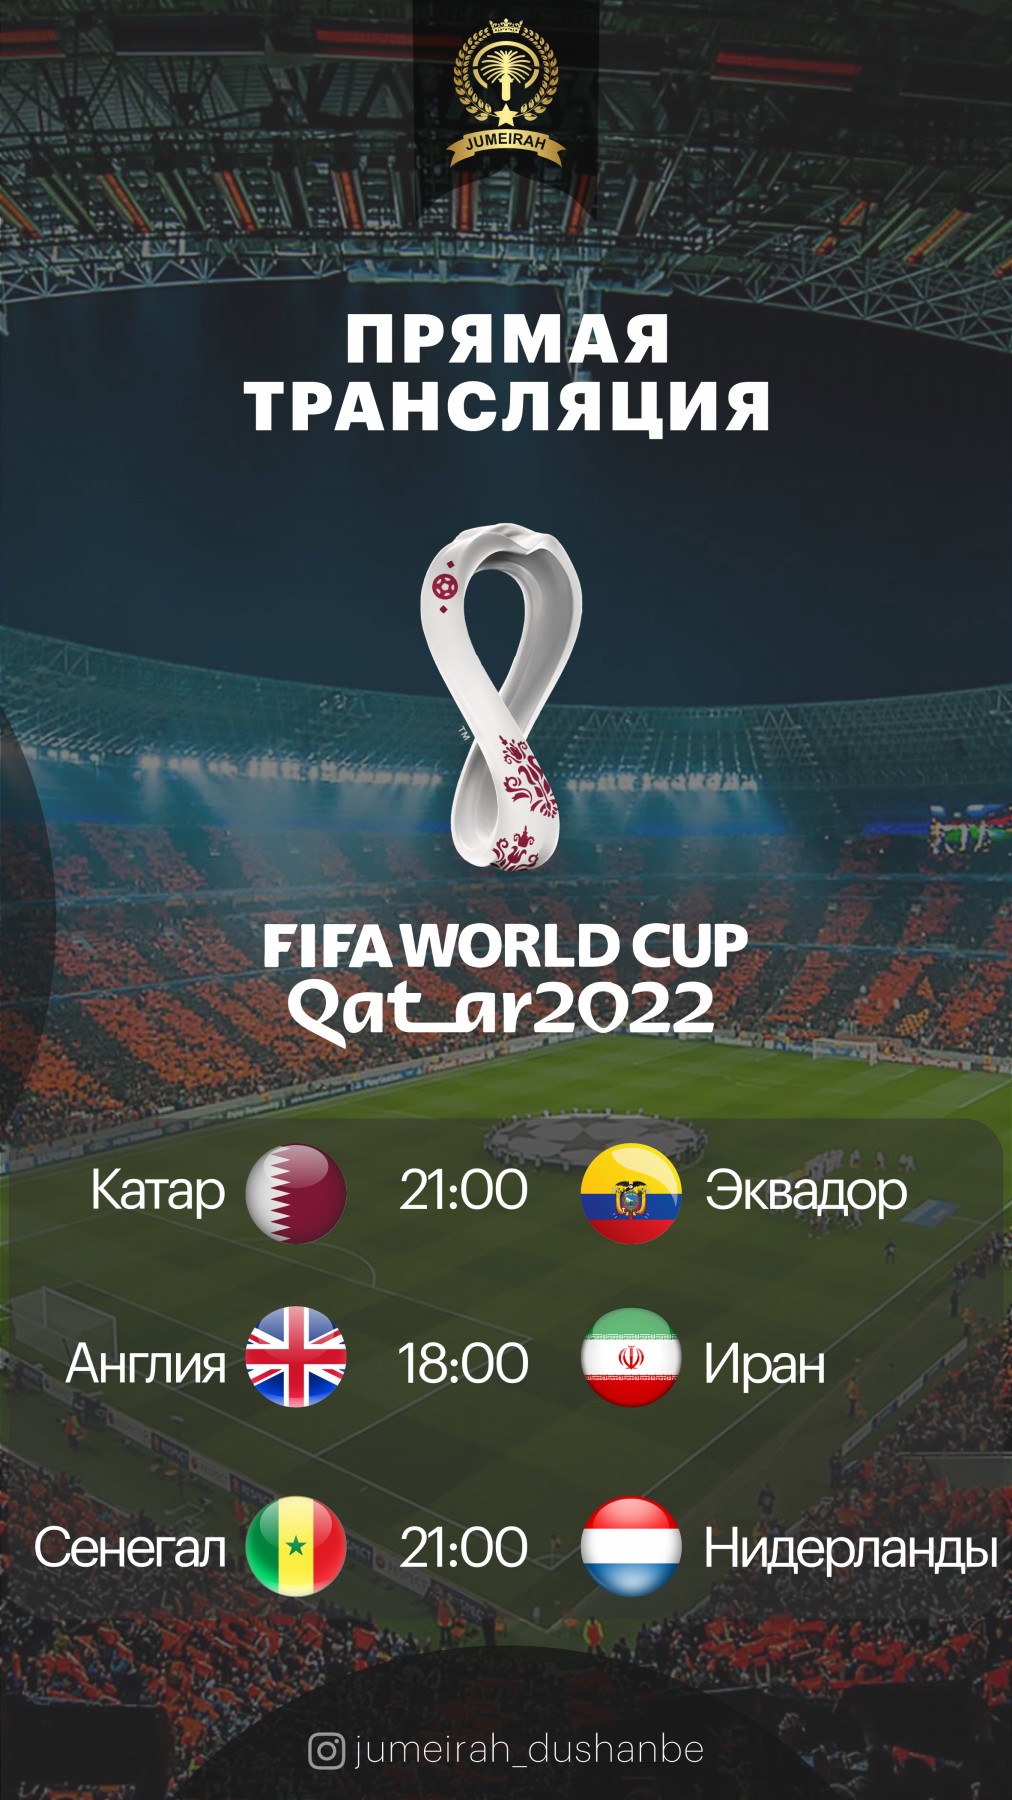 JUMEIRAH
ПРЯМАЯ
ТРАНСЛЯЦИЯ
TM
FIFA WORLD CUP
Qatar2022
Катар 21:00 Эквадор
Англия 18:00 Иран
Сенегал 21:00 Нидерланды
jumeirah_dushanbe